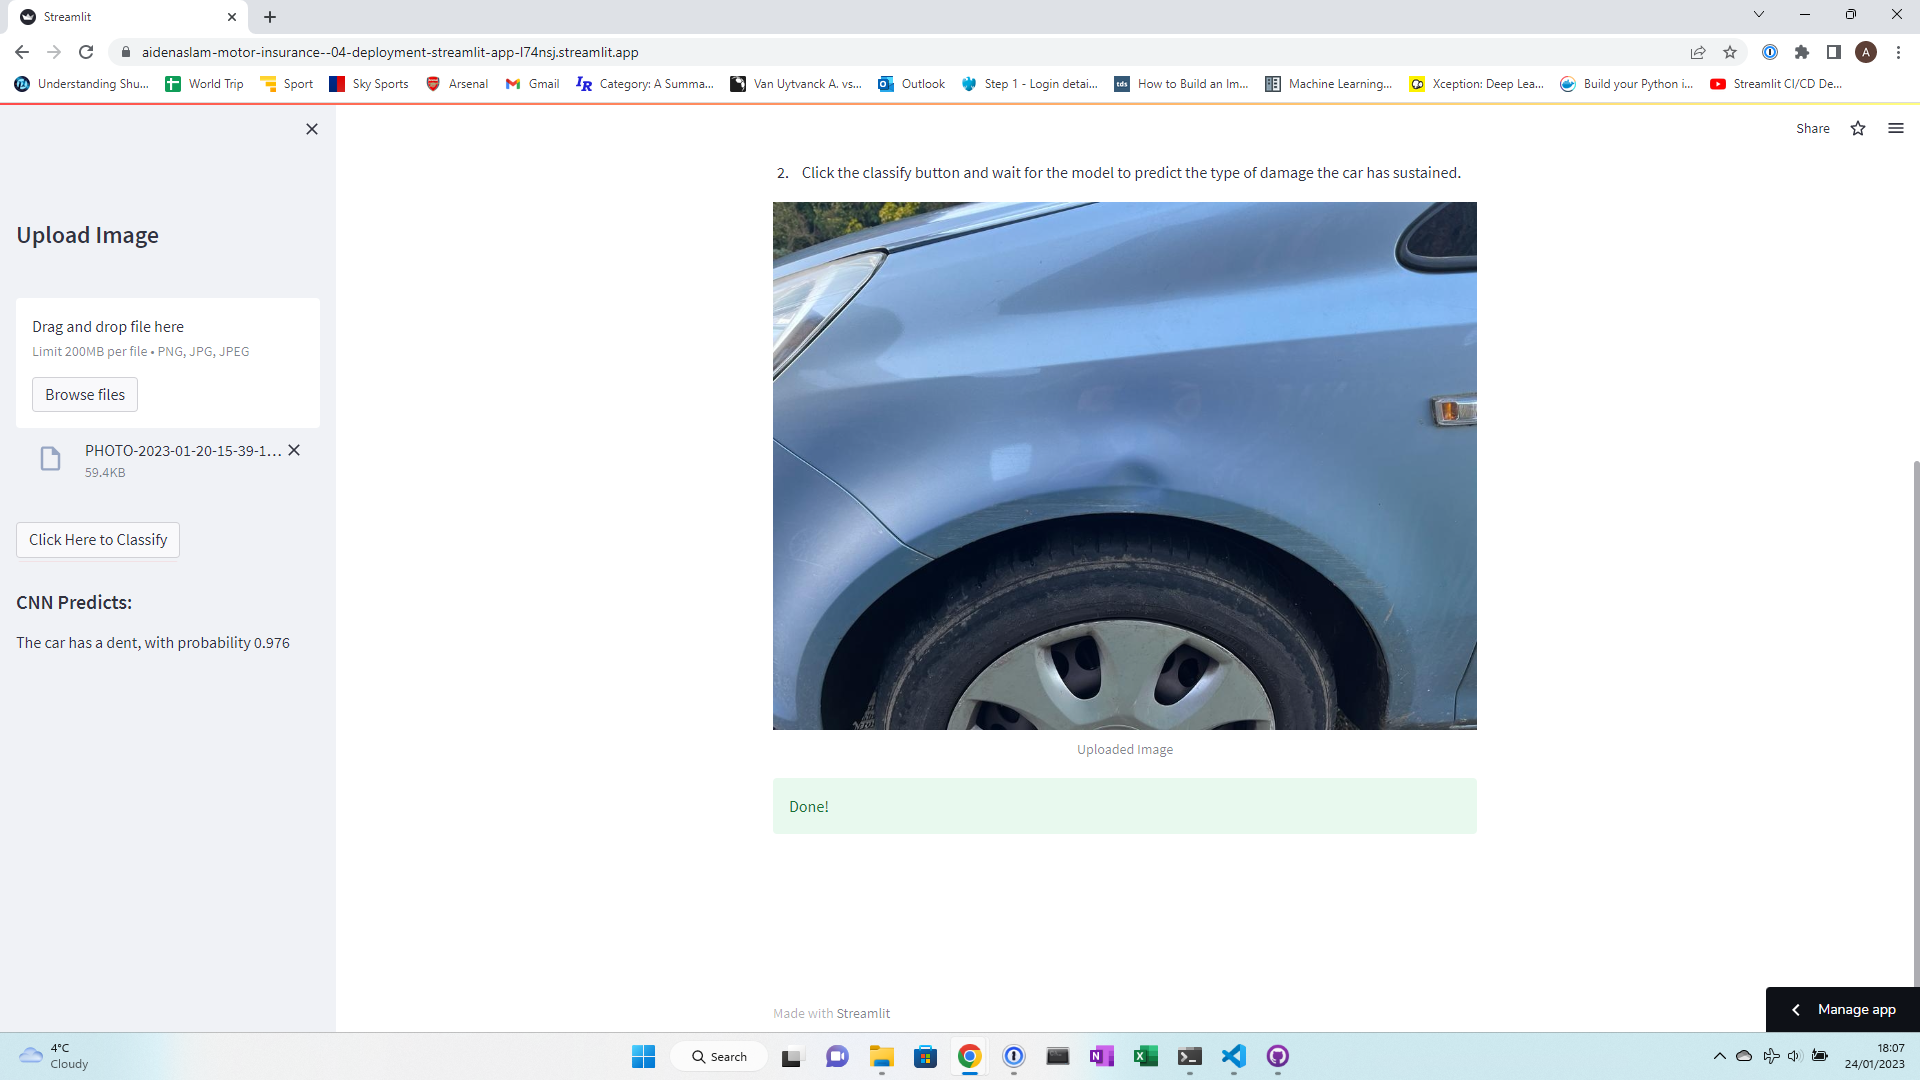 Streamlit
aidenaslam-motor-insurance--04-deployment-streamlit-app-l74nsj.streamlit.app
A
Understanding Shu...
World Trip
Sport
Sky Sports
Arsenal
Gmail
Category: A Summa...
Van Uytvanck A. vs...
Outlook
Step 1 - Login detai...
How to Build an Im...
Machine Learning...
Xception: Deep Lea...
Build your Python i...
Streamlit CI/CD De...
Share
Upload Image
Drag and drop file here
Limit 200MB per file • PNG, JPG, JPEG
Browse files
PHOTO-2023-01-20-15-39-1...
59.4KB
Click Here to Classify
CNN Predicts:
The car has a dent, with probability 0.976
2. Click the classify button and wait for the model to predict the type of damage the car has sustained.
Uploaded Image
Done!
Made with Streamlit
Manage app
4°C
Cloudy
Search
18:07
24/01/2023